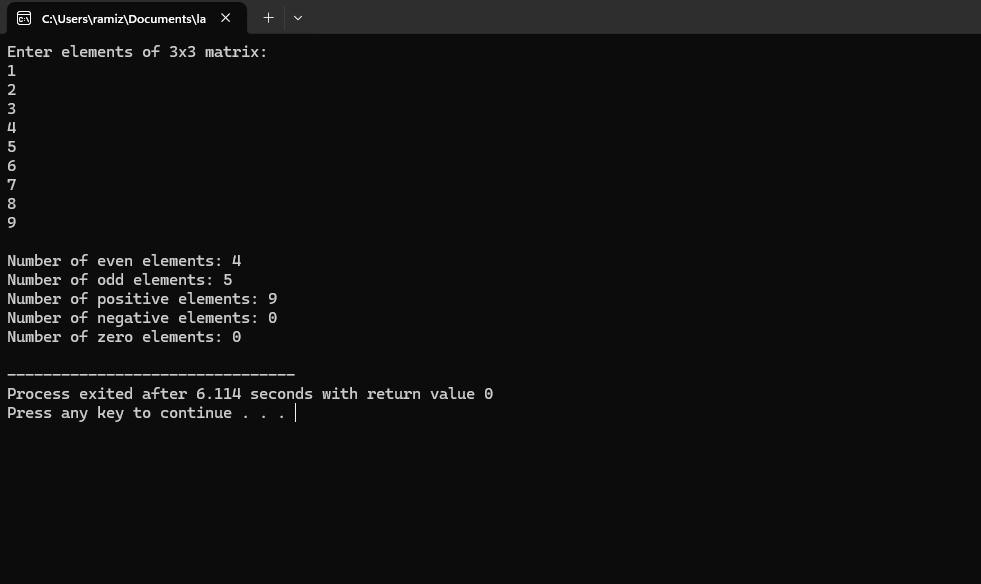 C:\Users\ramiz\Documents\la
Enter elements of 3x3 matrix:
1
2
3
4
5
6
7
8
9
Number of even elements: 4
Number of odd elements: 5
Number of positive elements: 9
Number of negative elements: 0
Number of zero elements: 0
--------------------------------
Process exited after 6.114 seconds with return value 0
Press any key to continue . . .